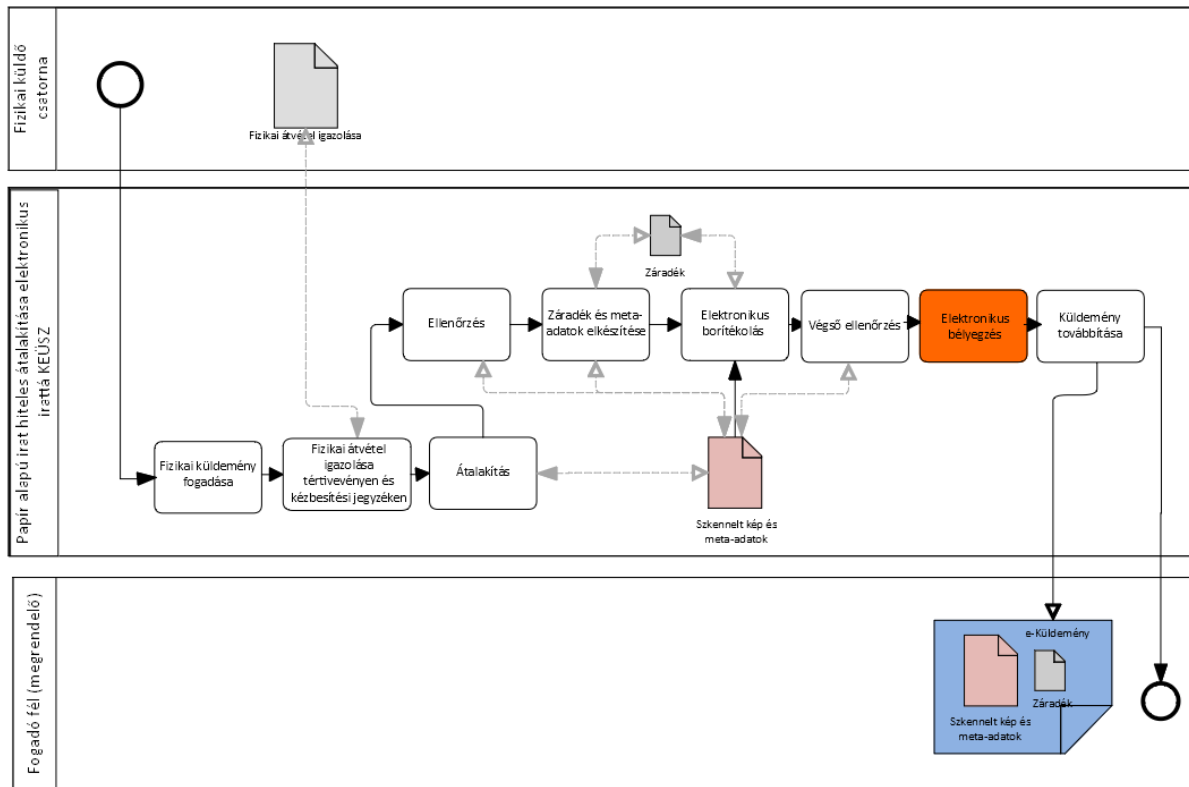 Fizikai küldő
csatorna
Fizikai átvétel igazolása
Papír alapú irat hiteles átalakítása elektronikus
irattá KEÜSZ
Záradék
Ellenőrzés
Záradék és meta-
adatok elkészítése
Elektronikus
borítékolás
Végső ellenőrzés
Elektronikus
bélyegzés
Küldemény
továbbítása
Fizikai küldemény
fogadása
Fizikai átvétel
igazolása
tértivevényen és
kézbesítési jegyzéken
Átalakítás
Szkennelt kép és
meta-adatok
Fogadó fél (megrendelő)
e-Küldemény
Záradék
Szkennelt kép és
meta-adatok